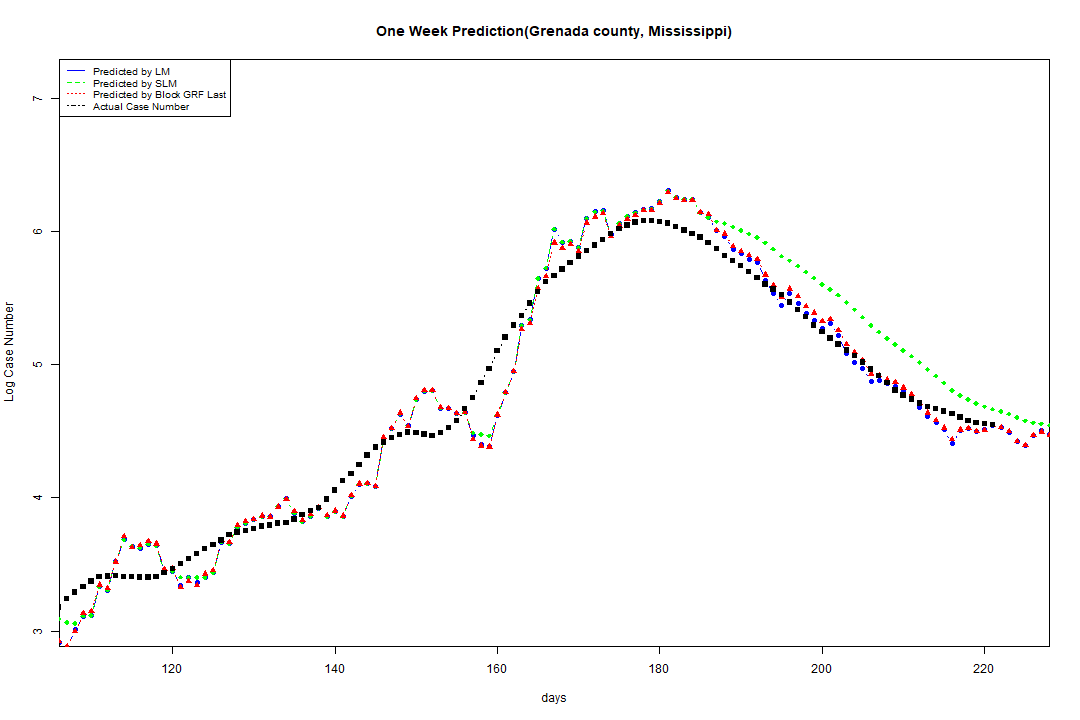 One Week Prediction(Grenada county, Mississippi)
Predicted by LM
Predicted by SLM
Predicted by Block GRF Last
Actual Case Number
7
6
5
4
3
Log Case Number
120 140 160 180 200 220
days